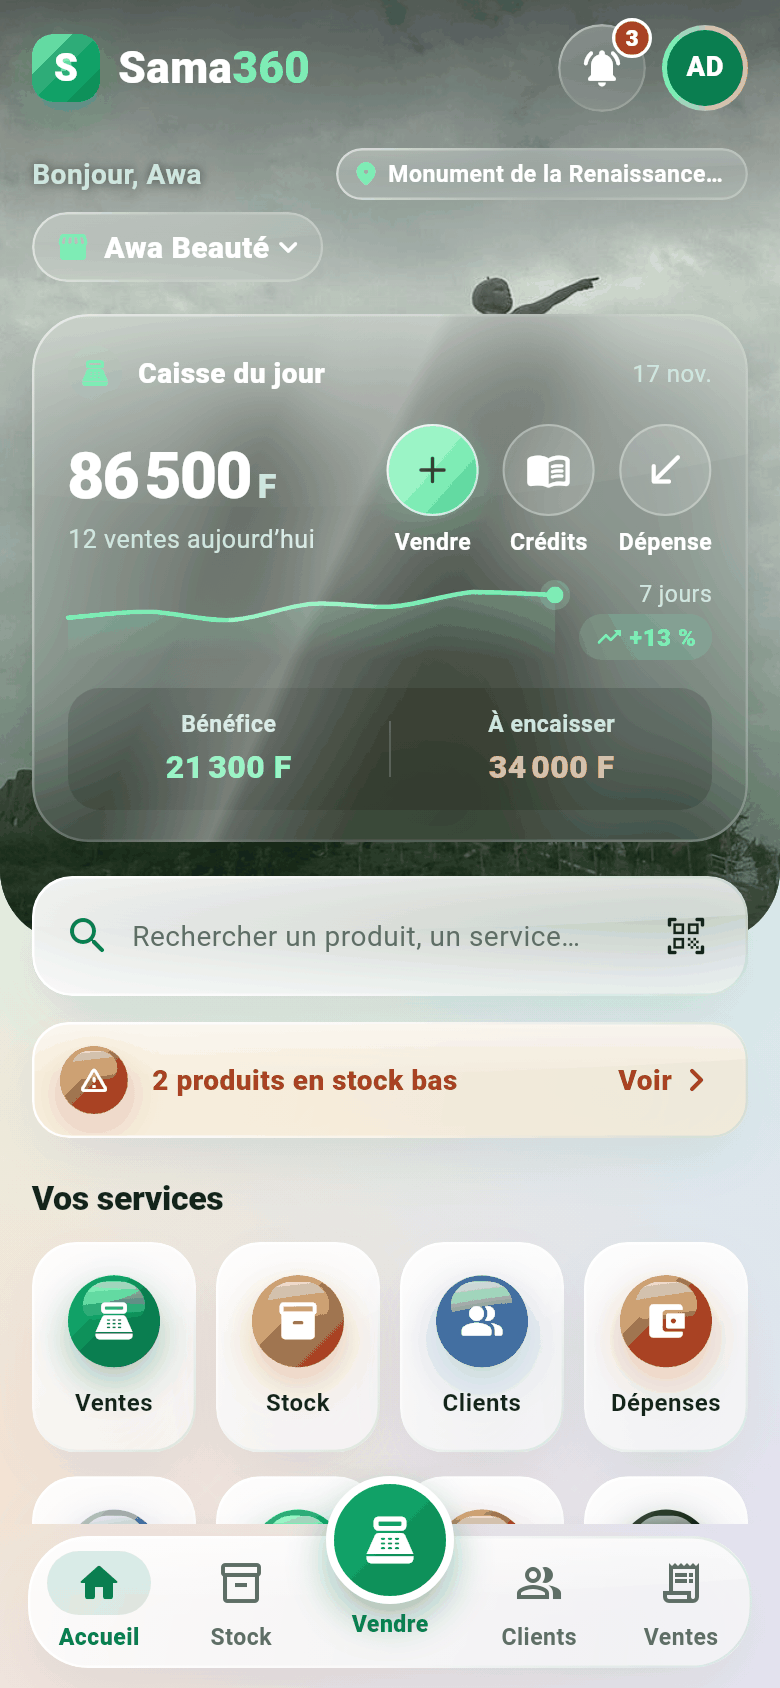 S Sama360 3 AD
Bonjour, Awa Monument de la Renaissance...
Awa Beauté
Caisse du jour 17 nov.
86 500 F
12 ventes aujourd’hui
Vendre Crédits Dépense
7 jours
+13 %
Bénéfice À encaisser
21 300 F 34 000 F
Rechercher un produit, un service...
2 produits en stock bas Voir
Vos services
Ventes Stock Clients Dépenses
Accueil Stock Vendre Clients Ventes